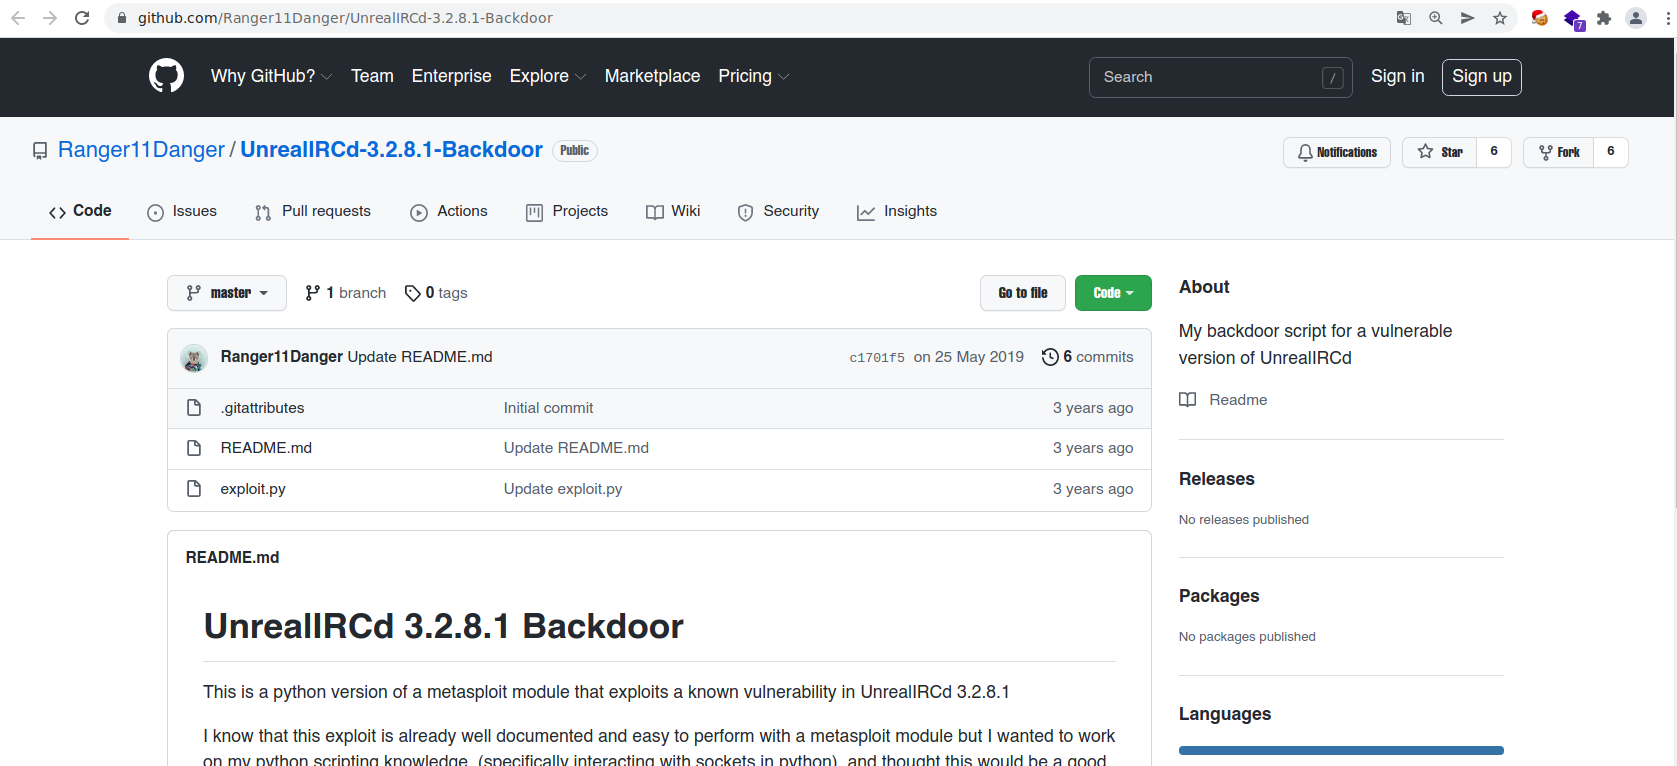 github.com/Ranger11Danger/UnrealIRCd-3.2.8.1-Backdoor
7
Why GitHub? Team Enterprise Explore Marketplace Pricing Search / Sign in Sign up
Ranger11Danger / UnrealIRCd-3.2.8.1-Backdoor Public Notifications Star 6 Fork 6
Code Issues Pull requests Actions Projects Wiki Security Insights
master 1 branch 0 tags Go to file Code
Ranger11Danger Update README.md c1701f5 on 25 May 2019 6 commits
.gitattributes Initial commit 3 years ago
README.md Update README.md 3 years ago
exploit.py Update exploit.py 3 years ago
README.md
UnrealIRCd 3.2.8.1 Backdoor
This is a python version of a metasploit module that exploits a known vulnerability in UnrealIRCd 3.2.8.1
I know that this exploit is already well documented and easy to perform with a metasploit module but I wanted to work
on my python scripting knowledge, (specifically interacting with sockets in python), and thought this would be a good
About
My backdoor script for a vulnerable
version of UnrealIRCd
Readme
Releases
No releases published
Packages
No packages published
Languages